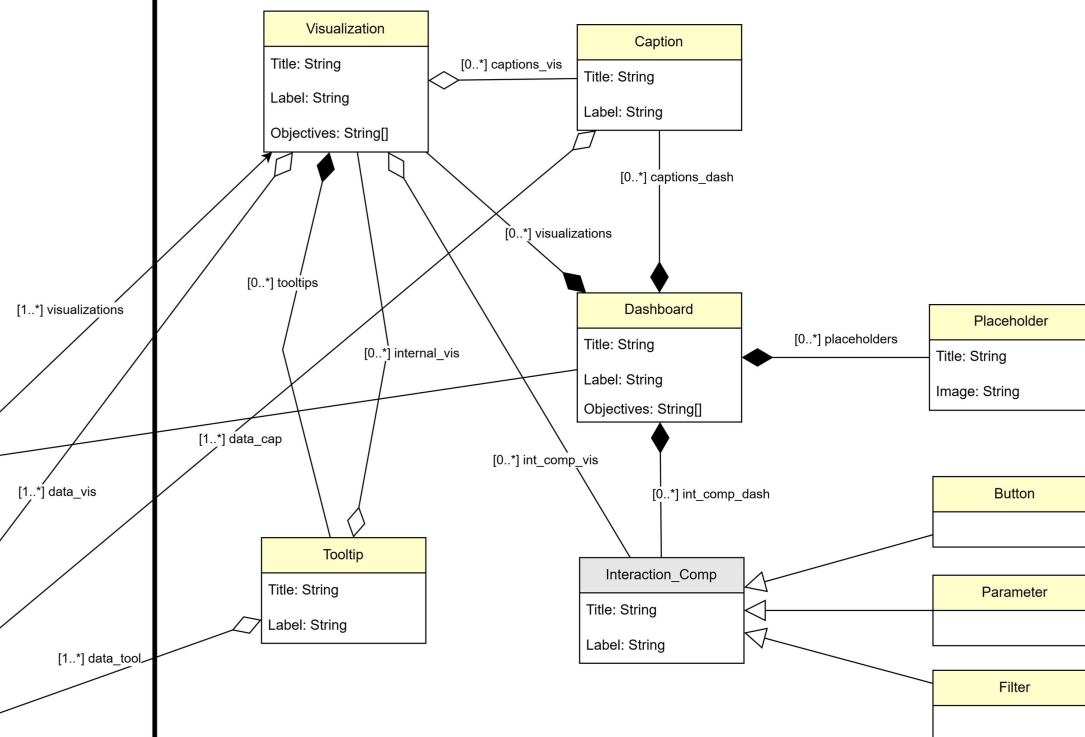 Visualization
Title: String
Label: String
Objectives: String[]
[0..*] captions_vis
Caption
Title: String
Label: String
[0..*] captions_dash
[0..*] visualizations
[0..*] tooltips
[1..*] visualizations
[0..*] internal_vis
Dashboard
Title: String
Label: String
Objectives: String[]
[0..*] placeholders
Placeholder
Title: String
Image: String
[1..*] data_cap
[0..*] int_comp_vis
[1..*] data_vis
[0..*] int_comp_dash
Button
Tooltip
Title: String
Label: String
[1..*] data_tool
Interaction_Comp
Title: String
Label: String
Parameter
Filter